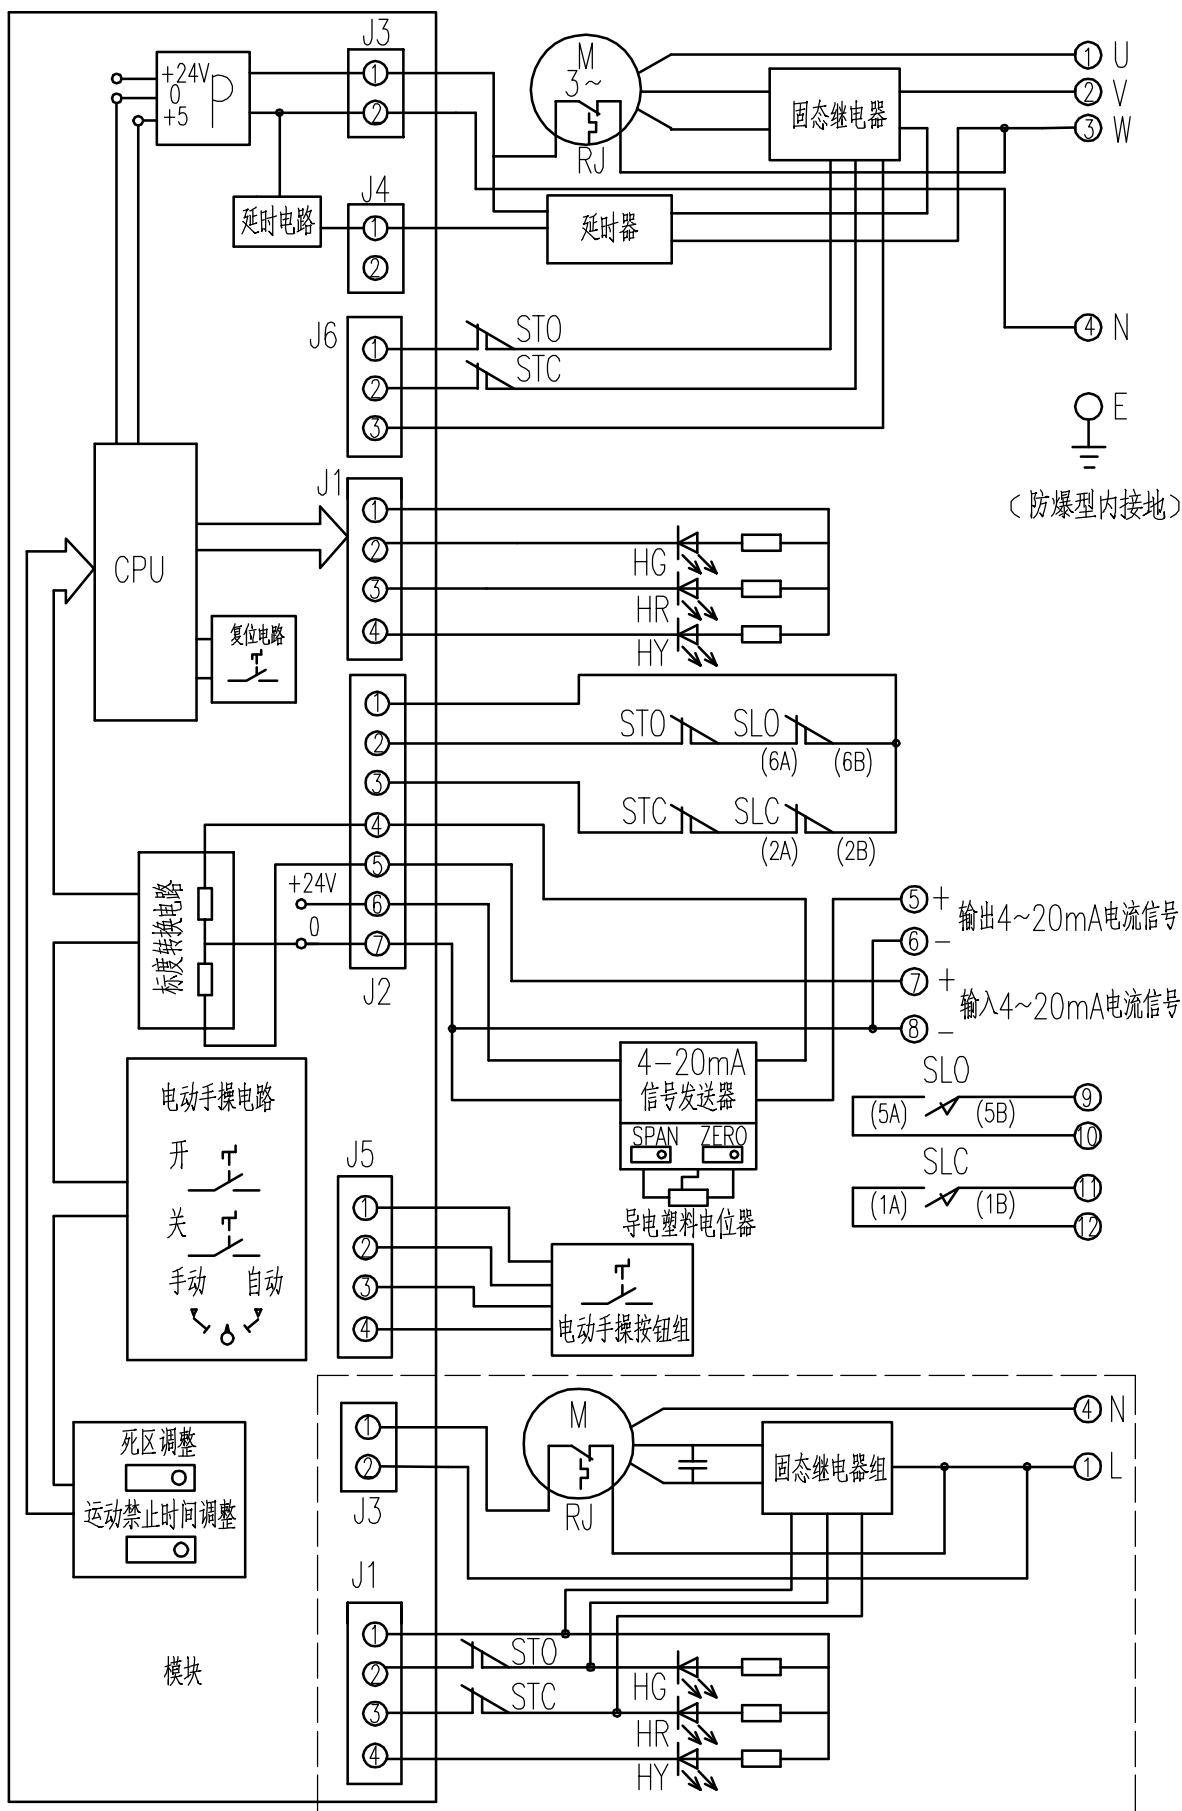 J3
M
3~
① U
② V
③ W
+24V
0
+5
P
①
②
固态继电器
RJ
J4
延时电路
①
②
延时器
J6
①
②
③
STO
STC
④ N
E
(防爆型内接地)
J1
CPU
①
②
③
④
HG
HR
HY
复位电路
①
②
③
④
⑤
⑥
⑦
J2
STO
SLO
(6A)
(6B)
STC
SLC
(2A)
(2B)
+24V
0
标度转换电路
⑤ +
⑥ -
输出4~20mA电流信号
⑦ +
⑧ -
输入4~20mA电流信号
4-20mA
信号发送器
SPAN
ZERO
导电塑料电位器
SLO
(5A)
(5B)
⑨
⑩
SLC
(1A)
(1B)
⑪
⑫
电动手操电路
开
关
手动
自动
J5
①
②
③
④
电动手操按钮组
死区调整
运动禁止时间调整
模块
①
②
J3
M
RJ
固态继电器组
④ N
① L
J1
①
②
③
④
STO
STC
HG
HR
HY